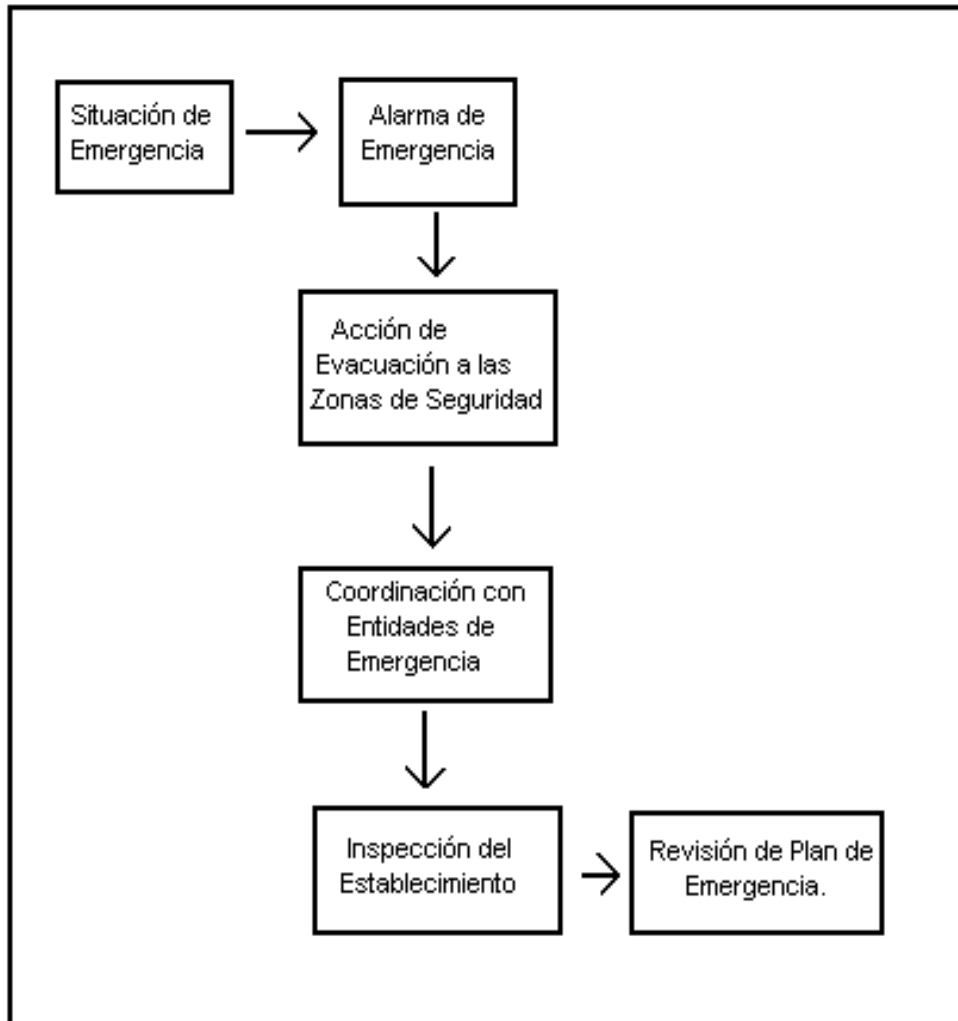 Situación de
Emergencia
Alarma de
Emergencia
Acción de
Evacuación a las
Zonas de Seguridad
Coordinación con
Entidades de
Emergencia
Inspección del
Establecimiento
Revisión de Plan de
Emergencia.